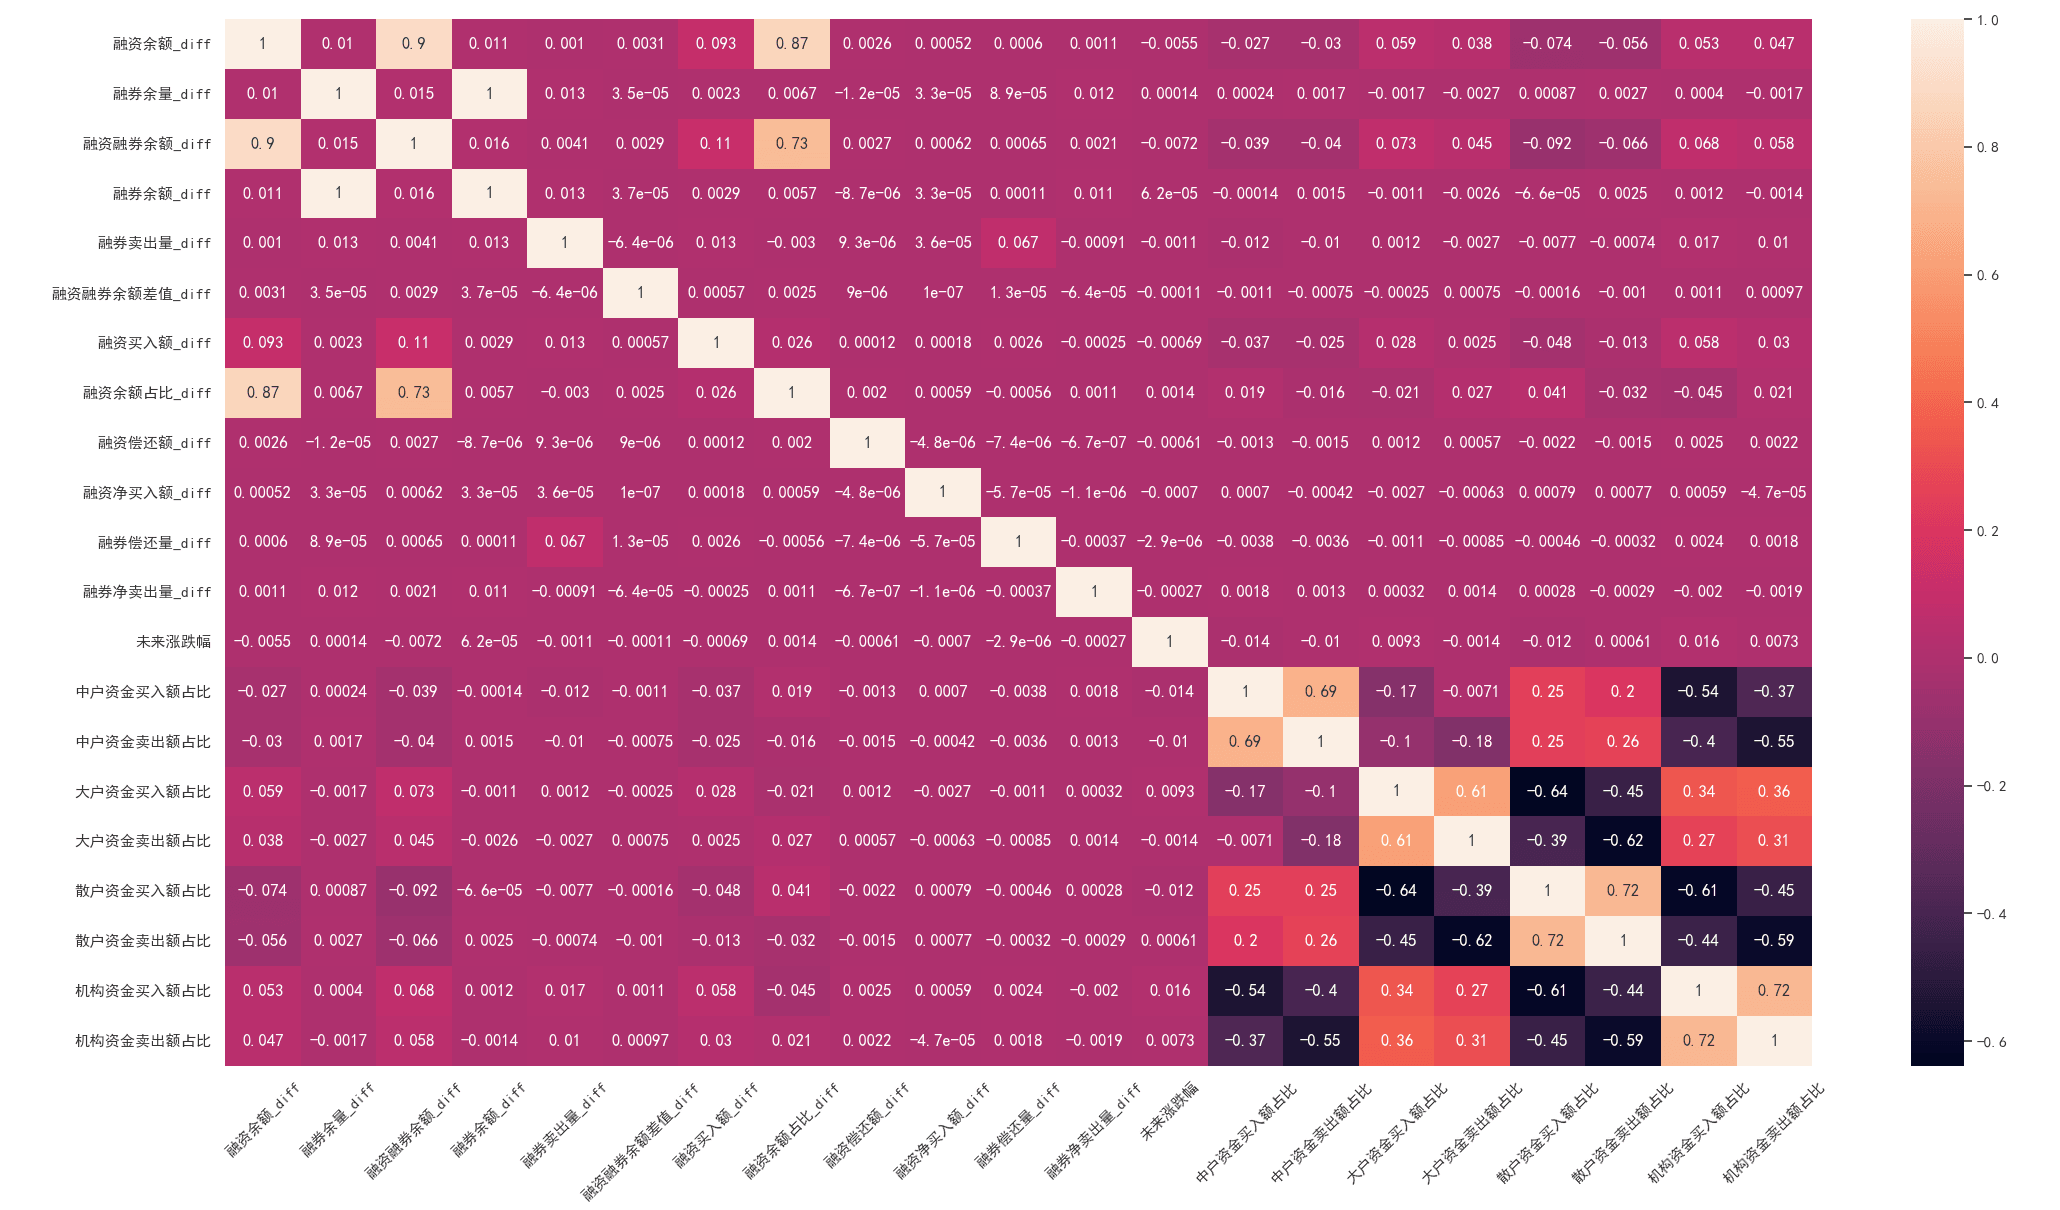 融资余额_diff 1 0.01 0.9 0.011 0.001 0.0031 0.093 0.87 0.0026 0.00052 0.0006 0.0011 -0.0055 -0.027 -0.03 0.059 0.038 -0.074 -0.056 0.053 0.047
融券余量_diff 0.01 1 0.015 1 0.013 3.5e-05 0.0023 0.0067 -1.2e-05 3.3e-05 8.9e-05 0.012 0.00014 0.00024 0.0017 -0.0017 -0.0027 0.00087 0.0027 0.0004 -0.0017
融资融券余额_diff 0.9 0.015 1 0.016 0.0041 0.0029 0.11 0.73 0.0027 0.00062 0.00065 0.0021 -0.0072 -0.039 -0.04 0.073 0.045 -0.092 -0.066 0.068 0.058
融券余额_diff 0.011 1 0.016 1 0.013 3.7e-05 0.0029 0.0057 -8.7e-06 3.3e-05 0.00011 0.011 6.2e-05 -0.00014 0.0015 -0.0011 -0.0026 -6.6e-05 0.0025 0.0012 -0.0014
融券卖出量_diff 0.001 0.013 0.0041 0.013 1 -6.4e-06 0.013 -0.003 9.3e-06 3.6e-05 0.067 -0.00091 -0.0011 -0.012 -0.01 0.0012 -0.0027 -0.0077 -0.00074 0.017 0.01
融资融券余额差值_diff 0.0031 3.5e-05 0.0029 3.7e-05 -6.4e-06 1 0.00057 0.0025 9e-06 1e-07 1.3e-05 -6.4e-05 -0.00011 -0.0011 -0.00075 -0.00025 0.00075 -0.00016 -0.001 0.0011 0.00097
融资买入额_diff 0.093 0.0023 0.11 0.0029 0.013 0.00057 1 0.026 0.00012 0.00018 0.0026 -0.00025 -0.00069 -0.037 -0.025 0.028 0.0025 -0.048 -0.013 0.058 0.03
融资余额占比_diff 0.87 0.0067 0.73 0.0057 -0.003 0.0025 0.026 1 0.002 0.00059 -0.00056 0.0011 0.0014 0.019 -0.016 -0.021 0.027 0.041 -0.032 -0.045 0.021
融资偿还额_diff 0.0026 -1.2e-05 0.0027 -8.7e-06 9.3e-06 9e-06 0.00012 0.002 1 -4.8e-06 -7.4e-06 -6.7e-07 -0.00061 -0.0013 -0.0015 0.0012 0.00057 -0.0022 -0.0015 0.0025 0.0022
融资净买入额_diff 0.00052 3.3e-05 0.00062 3.3e-05 3.6e-05 1e-07 0.00018 0.00059 -4.8e-06 1 -5.7e-05 -1.1e-06 -0.0007 0.0007 -0.00042 -0.0027 -0.00063 0.00079 0.00077 0.00059 -4.7e-05
融券偿还量_diff 0.0006 8.9e-05 0.00065 0.00011 0.067 1.3e-05 0.0026 -0.00056 -7.4e-06 -5.7e-05 1 -0.00037 -2.9e-06 -0.0038 -0.0036 -0.0011 -0.00085 -0.00046 -0.00032 0.0024 0.0018
融券净卖出量_diff 0.0011 0.012 0.0021 0.011 -0.00091 -6.4e-05 -0.00025 0.0011 -6.7e-07 -1.1e-06 -0.00037 1 -0.00027 0.0018 0.0013 0.00032 0.0014 0.00028 -0.00029 -0.002 -0.0019
未来涨跌幅 -0.0055 0.00014 -0.0072 6.2e-05 -0.0011 -0.00011 -0.00069 0.0014 -0.00061 -0.0007 -2.9e-06 -0.00027 1 -0.014 -0.01 0.0093 -0.0014 -0.012 0.00061 0.016 0.0073
中户资金买入额占比 -0.027 0.00024 -0.039 -0.00014 -0.012 -0.0011 -0.037 0.019 -0.0013 0.0007 -0.0038 0.0018 -0.014 1 0.69 -0.17 -0.0071 0.25 0.2 -0.54 -0.37
中户资金卖出额占比 -0.03 0.0017 -0.04 0.0015 -0.01 -0.00075 -0.025 -0.016 -0.0015 -0.00042 -0.0036 0.0013 -0.01 0.69 1 -0.1 -0.18 0.25 0.26 -0.4 -0.55
大户资金买入额占比 0.059 -0.0017 0.073 -0.0011 0.0012 -0.00025 0.028 -0.021 0.0012 -0.0027 -0.0011 0.00032 0.0093 -0.17 -0.1 1 0.61 -0.64 -0.45 0.34 0.36
大户资金卖出额占比 0.038 -0.0027 0.045 -0.0026 -0.0027 0.00075 0.0025 0.027 0.00057 -0.00063 -0.00085 0.0014 -0.0014 -0.0071 -0.18 0.61 1 -0.39 -0.62 0.27 0.31
散户资金买入额占比 -0.074 0.00087 -0.092 -6.6e-05 -0.0077 -0.00016 -0.048 0.041 -0.0022 0.00079 -0.00046 0.00028 -0.012 0.25 0.25 -0.64 -0.39 1 0.72 -0.61 -0.45
散户资金卖出额占比 -0.056 0.0027 -0.066 0.0025 -0.00074 -0.001 -0.013 -0.032 -0.0015 0.00077 -0.00032 -0.00029 0.00061 0.2 0.26 -0.45 -0.62 0.72 1 -0.44 -0.59
机构资金买入额占比 0.053 0.0004 0.068 0.0012 0.017 0.0011 0.058 -0.045 0.0025 0.00059 0.0024 -0.002 0.016 -0.54 -0.4 0.34 0.27 -0.61 -0.44 1 0.72
机构资金卖出额占比 0.047 -0.0017 0.058 -0.0014 0.01 0.00097 0.03 0.021 0.0022 -4.7e-05 0.0018 -0.0019 0.0073 -0.37 -0.55 0.36 0.31 -0.45 -0.59 0.72 1
融资余额_diff
融券余量_diff
融资融券余额_diff
融券余额_diff
融券卖出量_diff
融资融券余额差值_diff
融资买入额_diff
融资余额占比_diff
融资偿还额_diff
融资净买入额_diff
融券偿还量_diff
融券净卖出量_diff
未来涨跌幅
中户资金买入额占比
中户资金卖出额占比
大户资金买入额占比
大户资金卖出额占比
散户资金买入额占比
散户资金卖出额占比
机构资金买入额占比
机构资金卖出额占比
1.0
0.8
0.6
0.4
0.2
0.0
-0.2
-0.4
-0.6